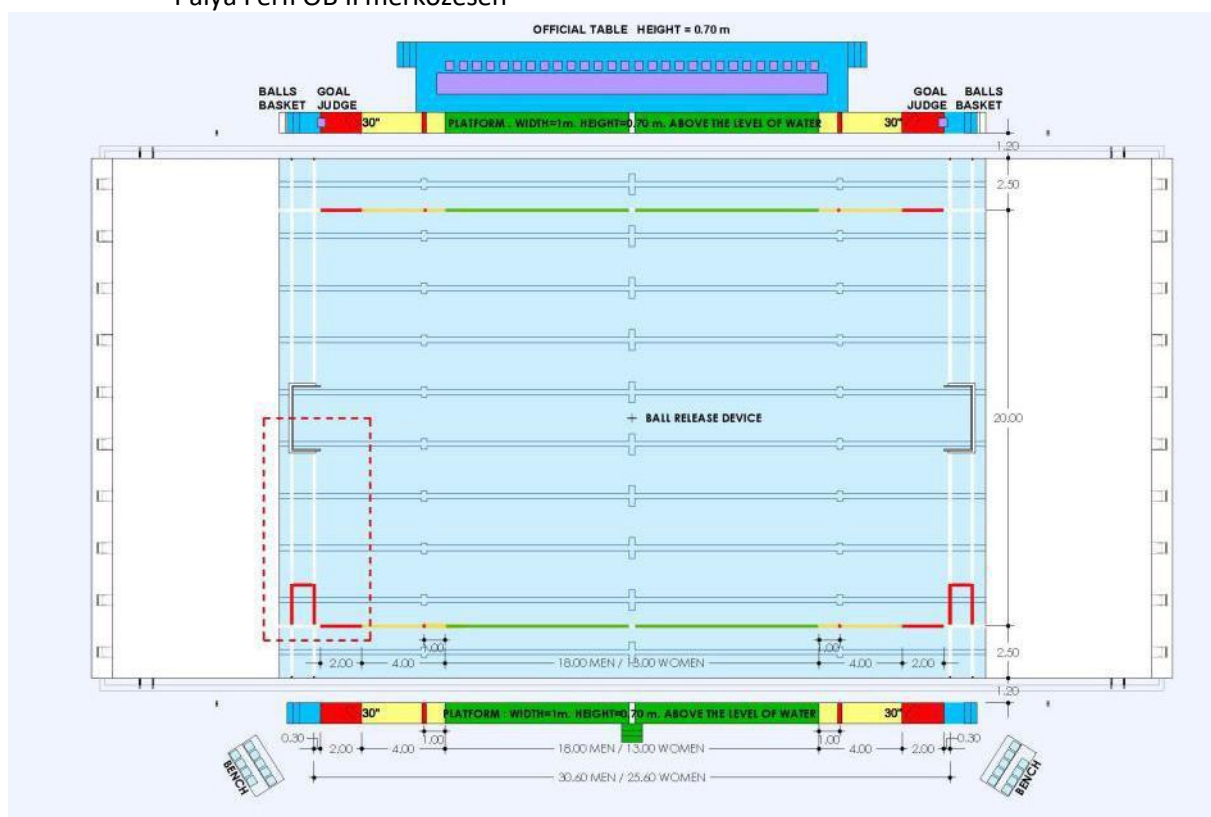 Pálya Férfi OB II mérkőzésen
OFFICIAL TABLE HEIGHT = 0.70 m
BALLS GOAL
BASKET JUDGE
GOAL BALLS
JUDGE BASKET
30" PLATFORM : WIDTH=1m. HEIGHT=0.70 m. ABOVE THE LEVEL OF WATER 30"
1.20
2.50
BALL RELEASE DEVICE
20.00
1.00
1.00
2.00 4.00 18.00 MEN / 13.00 WOMEN 4.00 2.00
2.50
1.20
30" PLATFORM : WIDTH=1m. HEIGHT=0.70 m. ABOVE THE LEVEL OF WATER 30"
0.30 2.00 4.00 1.00 18.00 MEN / 13.00 WOMEN 1.00 4.00 2.00 0.30
BENCH
30.60 MEN / 25.60 WOMEN
BENCH